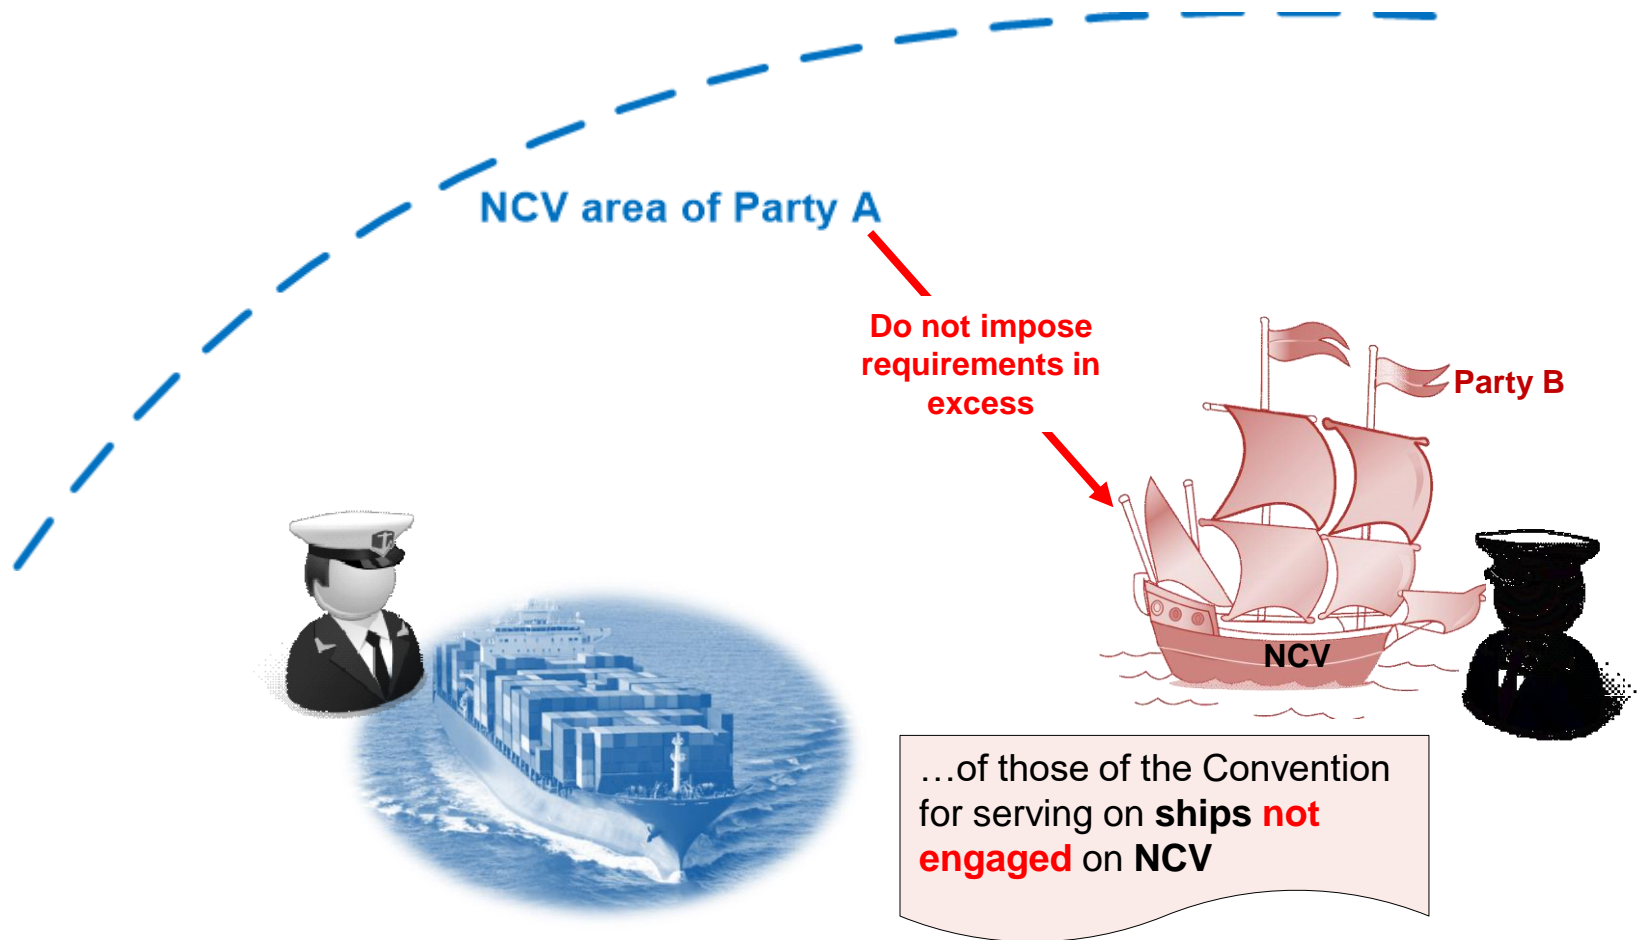 NCV area of Party A
Do not impose
requirements in
excess
Party B
NCV
…of those of the Convention
for serving on ships not
engaged on NCV